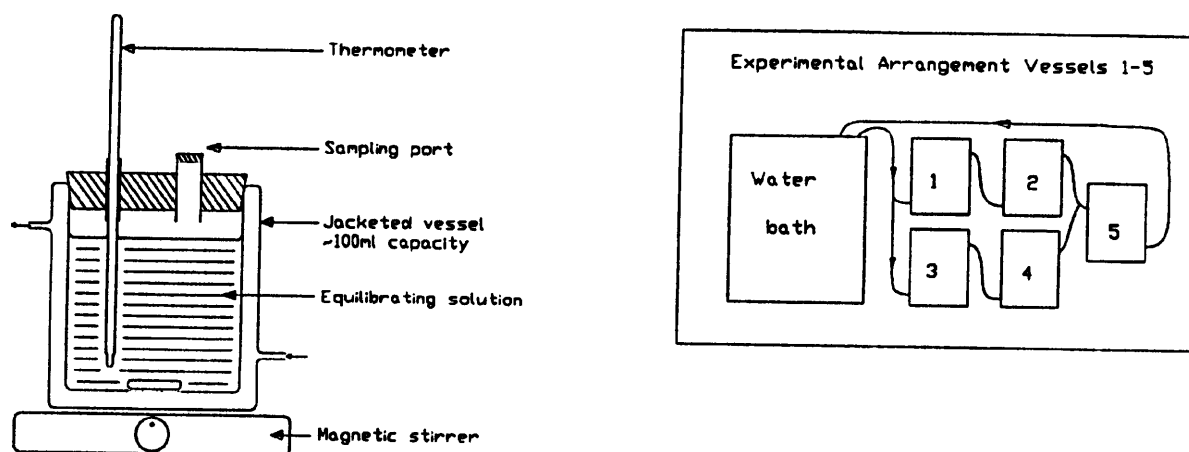 Thermometer
Sampling port
Jacketed vessel
~100ml capacity
Equilibrating solution
Magnetic stirrer
Experimental Arrangement Vessels 1-5
Water
bath
1
2
3
4
5